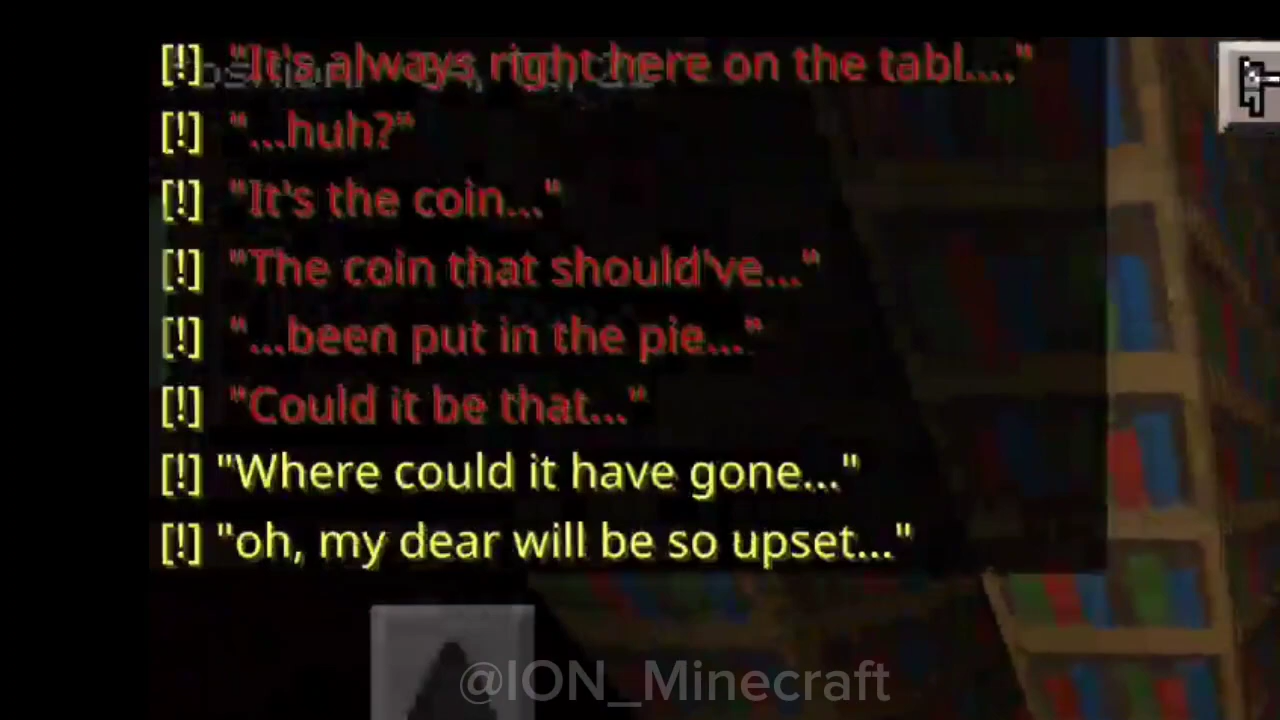 [!] "It's always right here on the tabl...."
[!] "...huh?"
[!] "It's the coin..."
[!] "The coin that should've..."
[!] "...been put in the pie..."
[!] "Could it be that..."
[!] "Where could it have gone..."
[!] "oh, my dear will be so upset..."
@ION_Minecraft